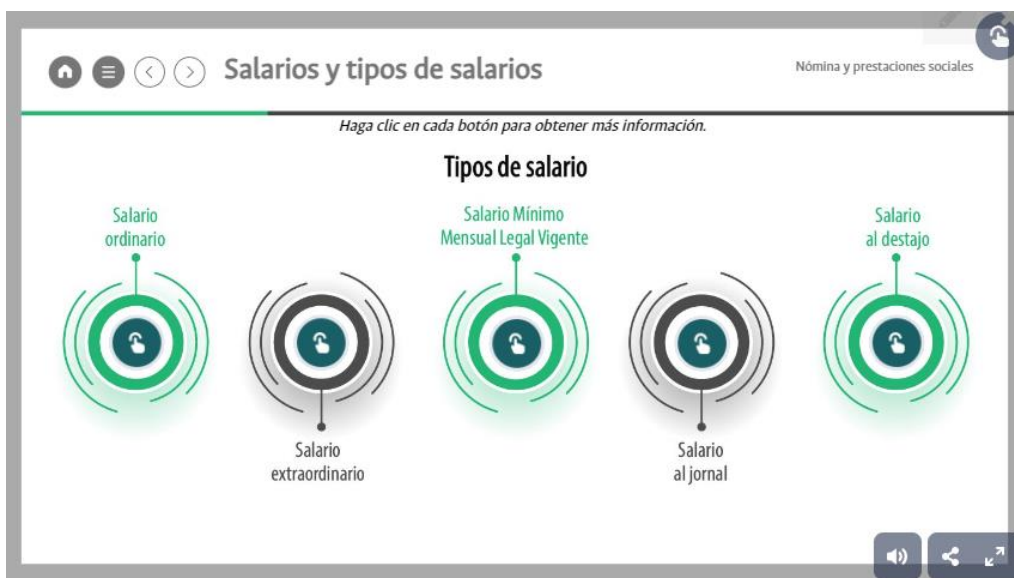 Salarios y tipos de salarios
Nómina y prestaciones sociales
Haga clic en cada botón para obtener más información.
Tipos de salario
Salario
ordinario
Salario Mínimo
Mensual Legal Vigente
Salario
al destajo
Salario
extraordinario
Salario
al jornal